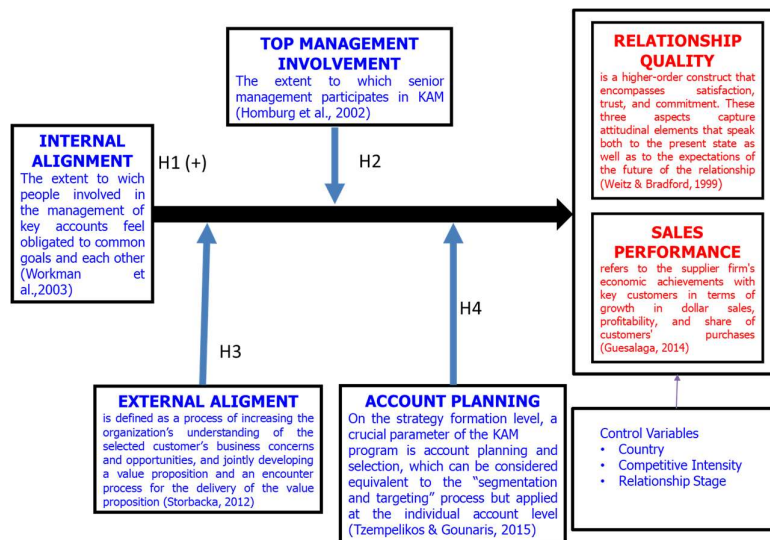 TOP MANAGEMENT
INVOLVEMENT
The extent to which senior
management participates in KAM
(Homburg et al., 2002)
RELATIONSHIP
QUALITY
is a higher-order construct that
encompasses satisfaction,
trust, and commitment. These
three aspects capture
attitudinal elements that speak
both to the present state as
well as to the expectations of
the future of the relationship
(Weitz & Bradford, 1999)
INTERNAL
ALIGNMENT
The extent to wich
people involved in
the management of
key accounts feel
obligated to common
goals and each other
(Workman et
al.,2003)
H1 (+)
H2
H3
H4
SALES
PERFORMANCE
refers to the supplier firm's
economic achievements with
key customers in terms of
growth in dollar sales,
profitability, and share of
customers' purchases
(Guesalaga, 2014)
EXTERNAL ALIGMENT
is defined as a process of increasing the
organization's understanding of the
selected customer's business concerns
and opportunities, and jointly developing
a value proposition and an encounter
process for the delivery of the value
proposition (Storbacka, 2012)
ACCOUNT PLANNING
On the strategy formation level, a
crucial parameter of the KAM
program is account planning and
selection, which can be considered
equivalent to the "segmentation
and targeting" process but applied
at the individual account level
(Tzempelikos & Gounaris, 2015)
Control Variables
• Country
• Competitive Intensity
• Relationship Stage